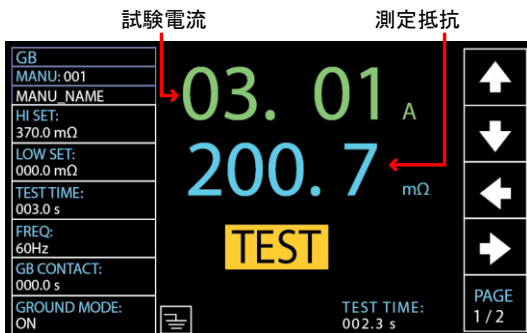 試験電流 測定抵抗
GB
MANU: 001
MANU_NAME
HI SET:
370.0 mΩ
LOW SET:
000.0 mΩ
TEST TIME:
003.0 s
FREQ:
60Hz
GB CONTACT:
000.0 s
GROUND MODE:
ON
03. 01 A
200. 7 mΩ
TEST
TEST TIME:
002.3 s
PAGE
1 / 2